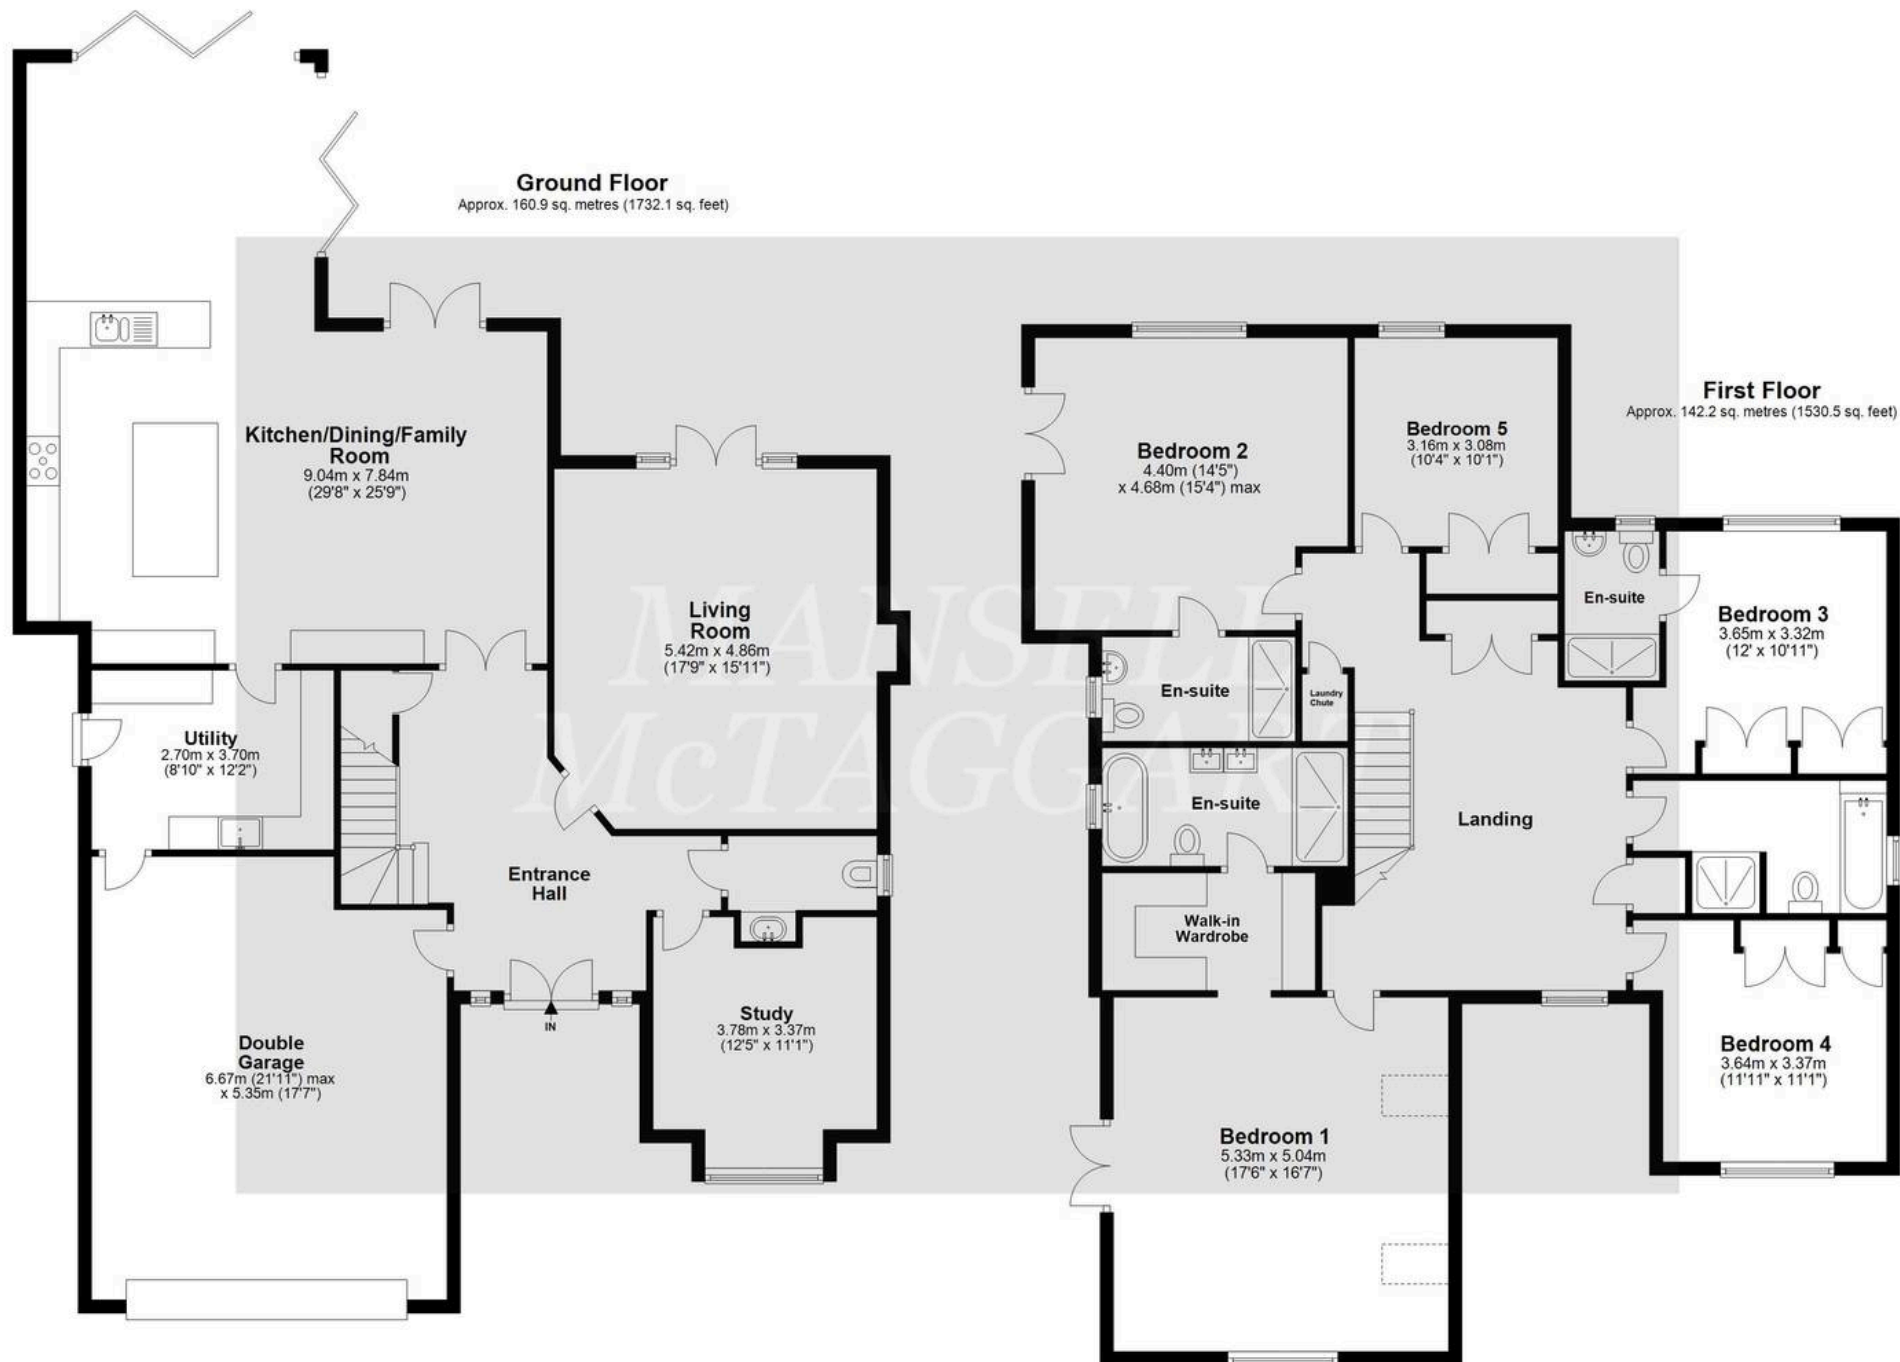 Ground Floor
Approx. 160.9 sq. metres (1732.1 sq. feet)
Kitchen/Dining/Family
Room
9.04m x 7.84m
(29'8" x 25'9")
Living
Room
5.42m x 4.86m
(17'9" x 15'11")
Utility
2.70m x 3.70m
(8'10" x 12'2")
Entrance
Hall
Study
3.78m x 3.37m
(12'5" x 11'1")
IN
Double
Garage
6.67m (21'11") max
x 5.35m (17'7")
First Floor
Approx. 142.2 sq. metres (1530.5 sq. feet)
Bedroom 2
4.40m (14'5")
x 4.68m (15'4") max
Bedroom 5
3.16m x 3.08m
(10'4" x 10'1")
En-suite
Bedroom 3
3.65m x 3.32m
(12' x 10'11")
En-suite
Laundry
Chute
En-suite
Landing
Walk-in
Wardrobe
Bedroom 4
3.64m x 3.37m
(11'11" x 11'1")
Bedroom 1
5.33m x 5.04m
(17'6" x 16'7")
MANSELL
McTAGGART